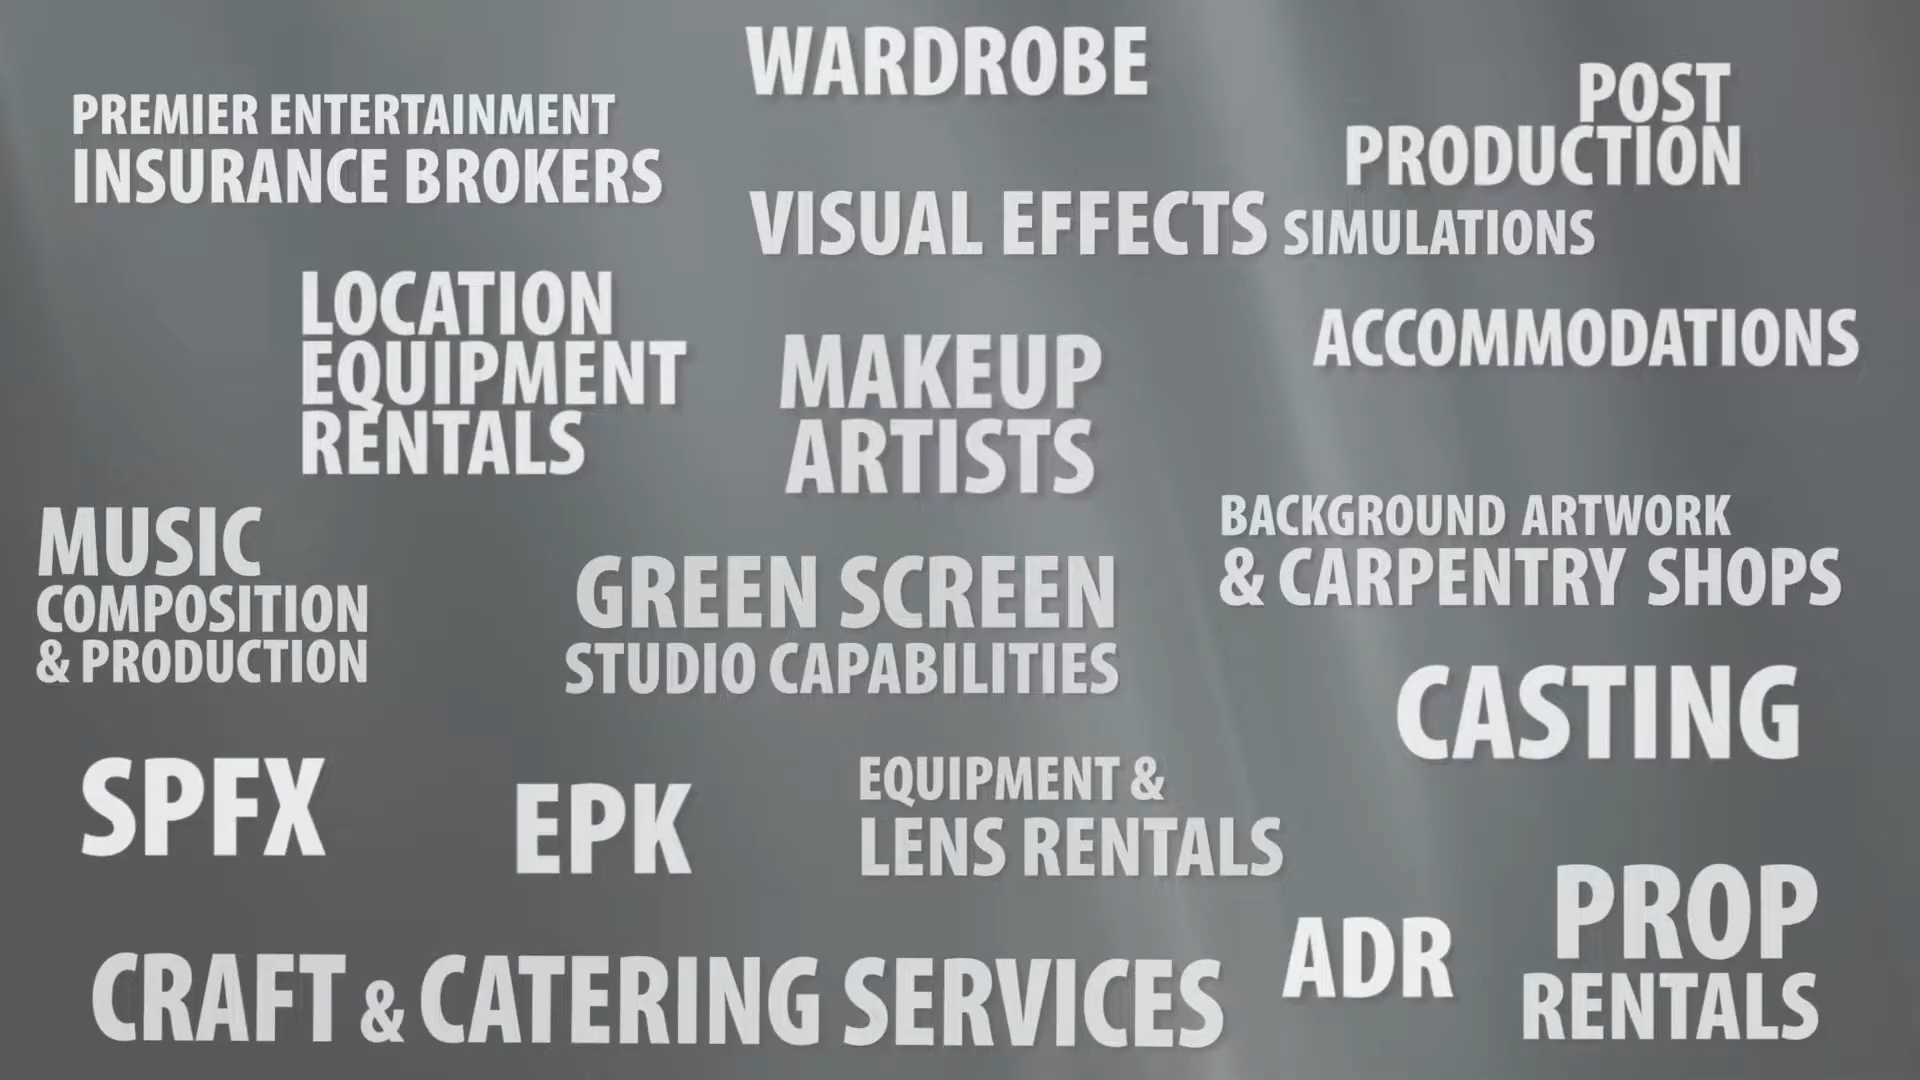 WARDROBE
PREMIER ENTERTAINMENT
INSURANCE BROKERS
POST
PRODUCTION
VISUAL EFFECTS SIMULATIONS
LOCATION
EQUIPMENT
RENTALS
MAKEUP
ARTISTS
ACCOMMODATIONS
MUSIC
COMPOSITION
& PRODUCTION
GREEN SCREEN
STUDIO CAPABILITIES
BACKGROUND ARTWORK
& CARPENTRY SHOPS
CASTING
SPFX
EPK
EQUIPMENT &
LENS RENTALS
CRAFT & CATERING SERVICES
ADR
PROP
RENTALS